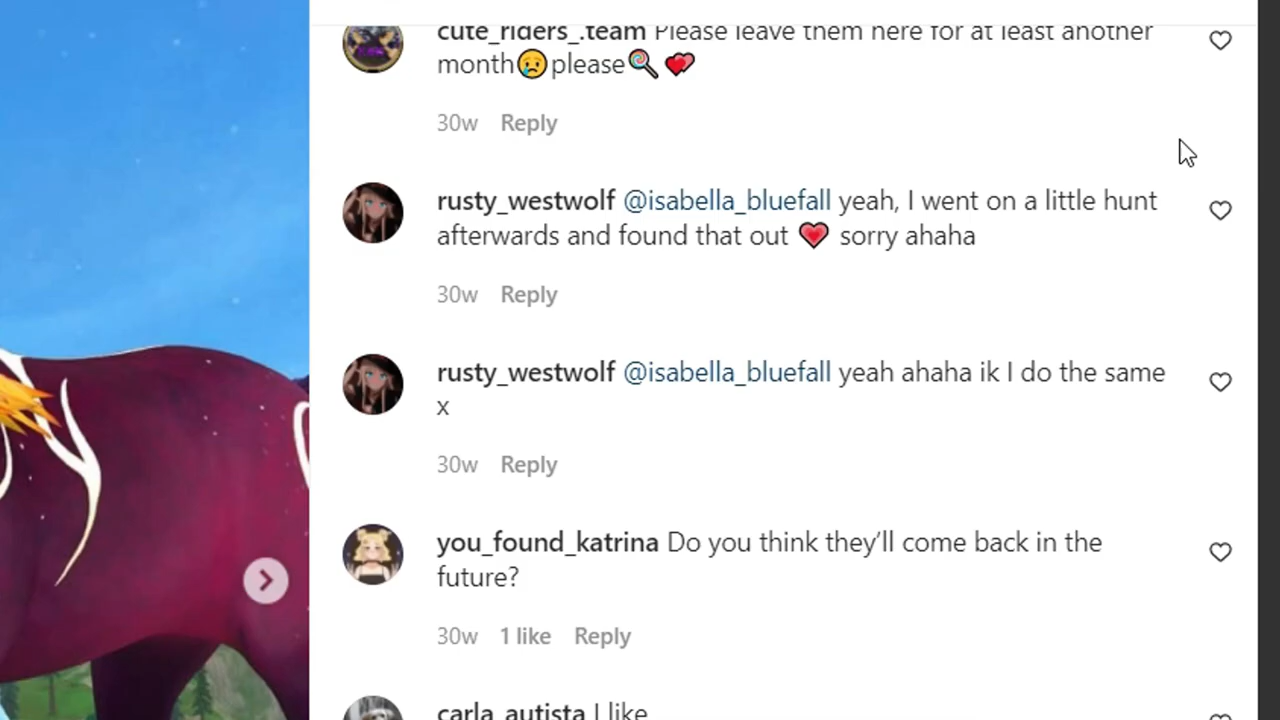 cute_riders_.team Please leave them here for at least another
month😢please🍭💕
30w Reply
rusty_westwolf @isabella_bluefall yeah, I went on a little hunt
afterwards and found that out ❤️ sorry ahaha
30w Reply
rusty_westwolf @isabella_bluefall yeah ahaha ik I do the same
x
30w Reply
you_found_katrina Do you think they’ll come back in the
future?
30w 1 like Reply
carla_autista I like